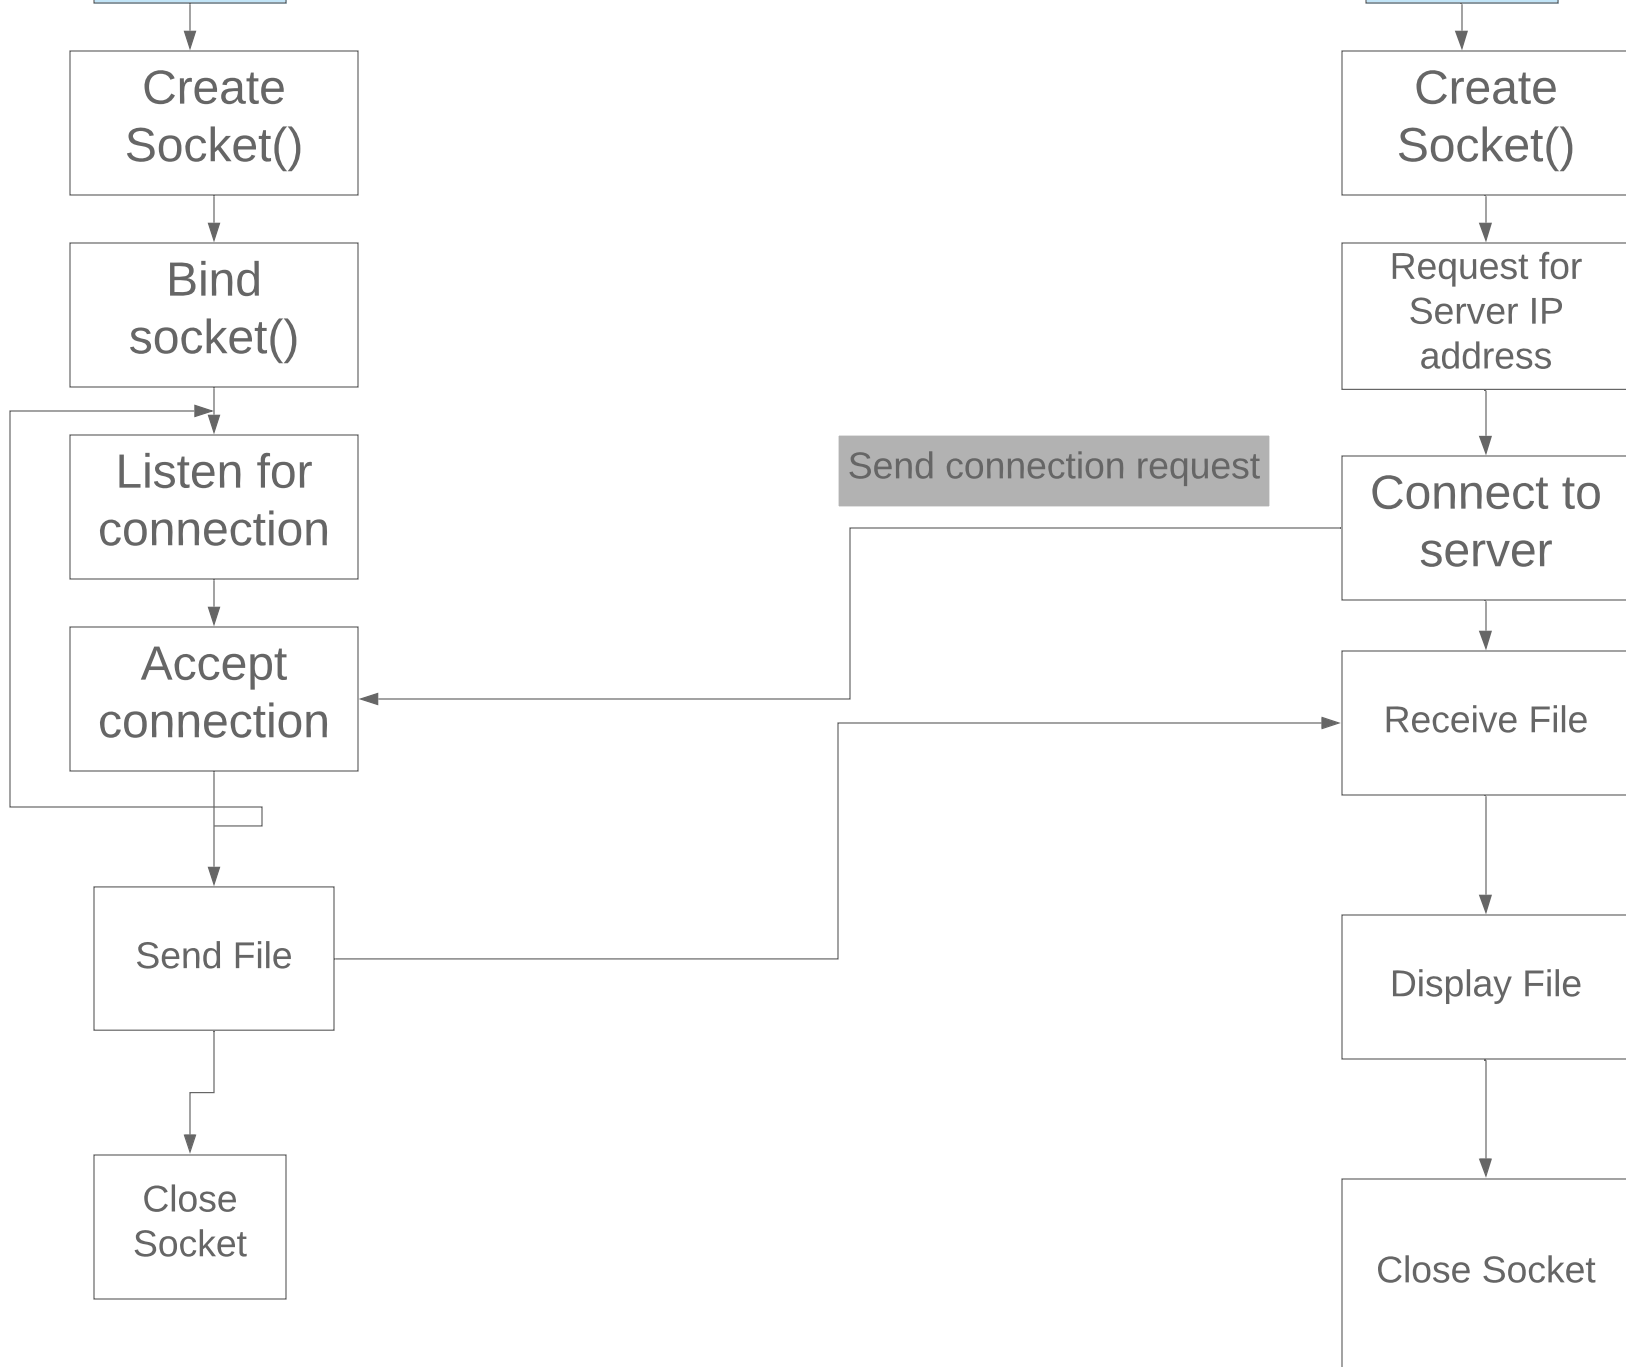 Create
Socket()
Bind
socket()
Listen for
connection
Accept
connection
Send File
Close
Socket
Send connection request
Create
Socket()
Request for
Server IP
address
Connect to
server
Receive File
Display File
Close Socket